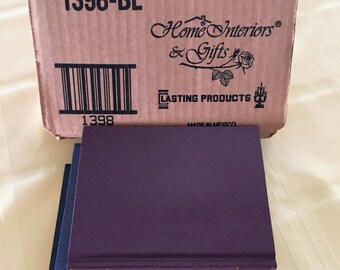 1398-BL
Home Interiors®
& Gifts
LASTING PRODUCTS
MADE IN MEXICO
1398